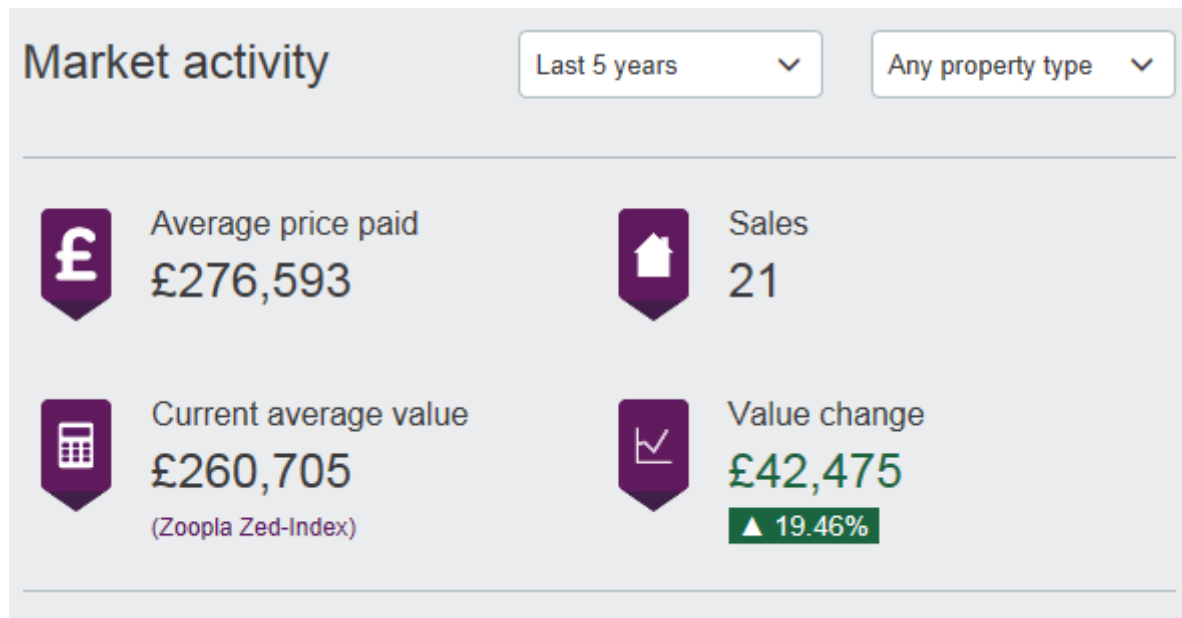 Market activity
Last 5 years
Any property type
£
Average price paid
£276,593
Sales
21
Current average value
£260,705
(Zoopla Zed-Index)
Value change
£42,475
▲ 19.46%